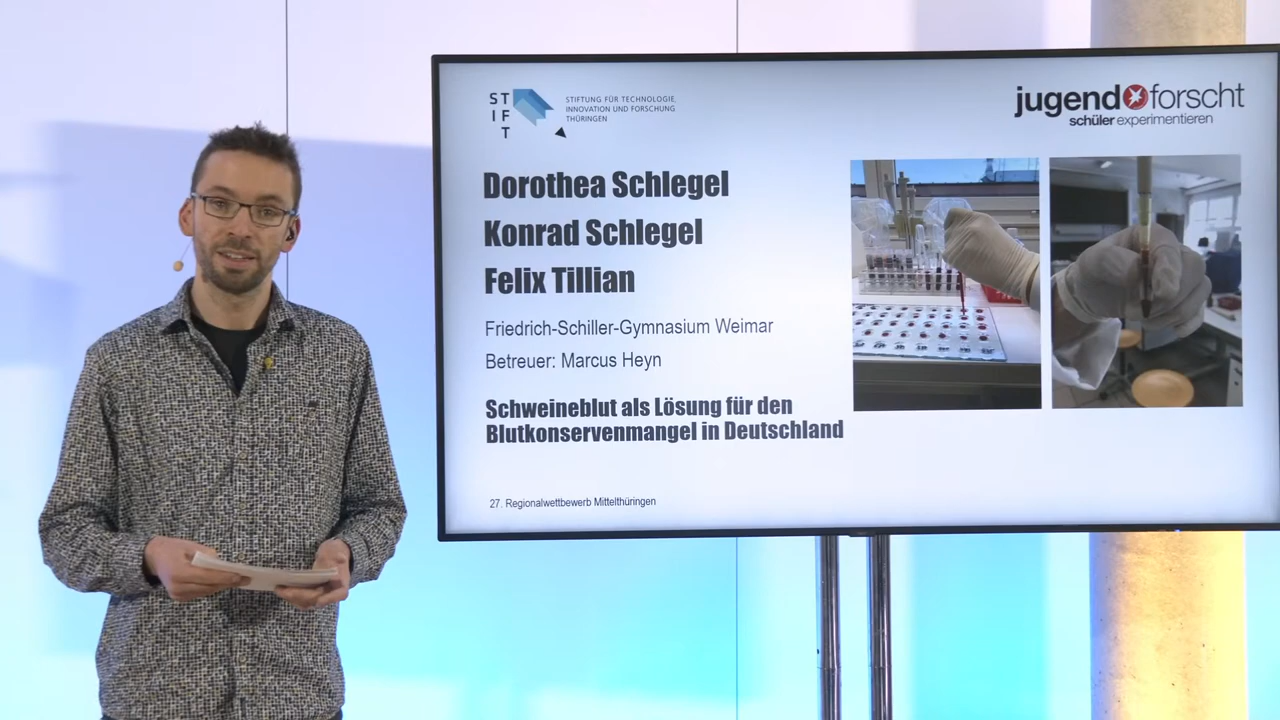 ST
IF
T
STIFTUNG FÜR TECHNOLOGIE,
INNOVATION UND FORSCHUNG
THÜRINGEN
jugend forscht
schüler experimentieren
Dorothea Schlegel
Konrad Schlegel
Felix Tillian
Friedrich-Schiller-Gymnasium Weimar
Betreuer: Marcus Heyn
Schweineblut als Lösung für den
Blutkonservenmangel in Deutschland
27. Regionalwettbewerb Mittelthüringen